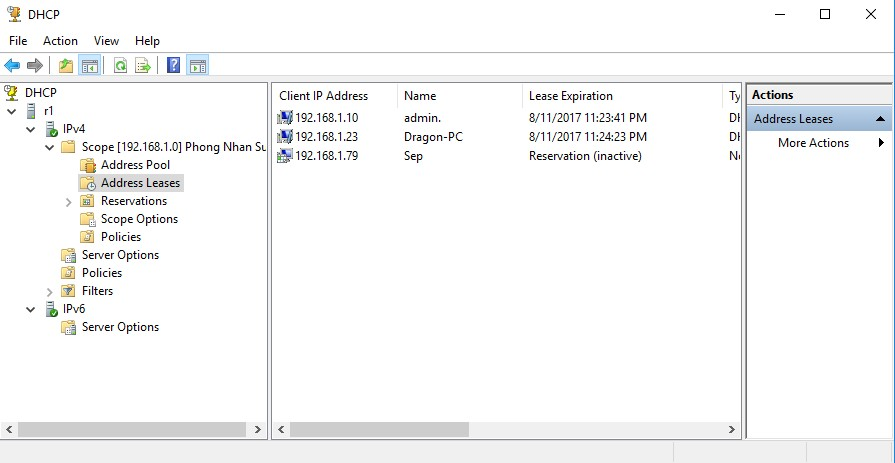 DHCP
File Action View Help
DHCP
r1
IPv4
Scope [192.168.1.0] Phong Nhan Su
Address Pool
Address Leases
Reservations
Scope Options
Policies
Server Options
Policies
Filters
IPv6
Server Options
Client IP Address Name Lease Expiration Ty
192.168.1.10 admin. 8/11/2017 11:23:41 PM DH
192.168.1.23 Dragon-PC 8/11/2017 11:24:23 PM DH
192.168.1.79 Sep Reservation (inactive) No
Actions
Address Leases
More Actions